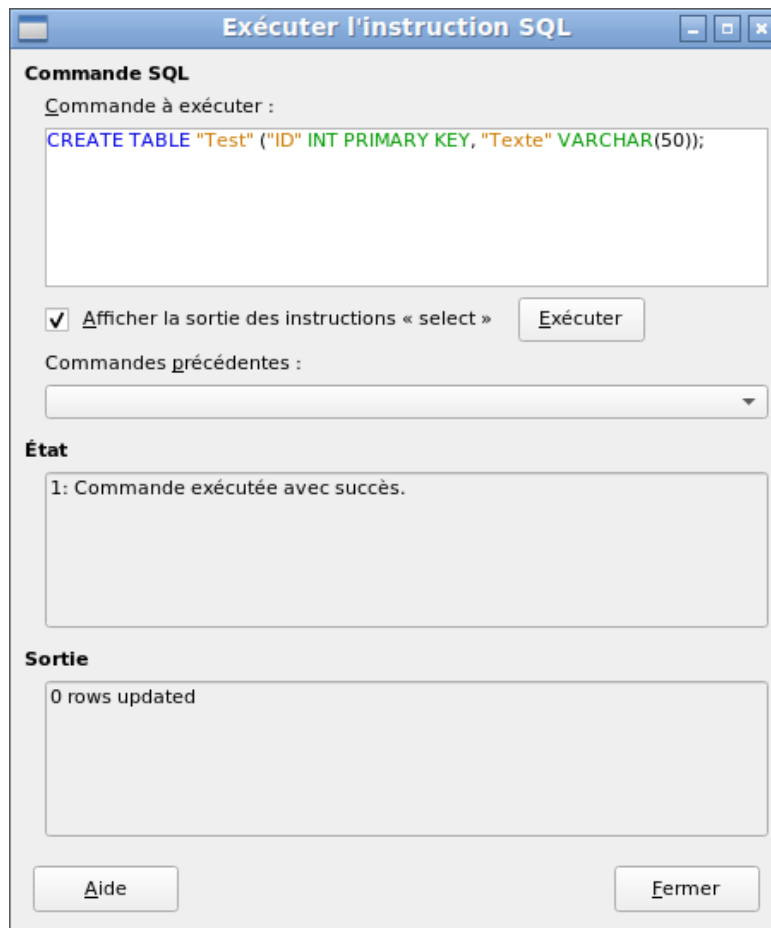 Exécuter l'instruction SQL
Commande SQL
Commande à exécuter :
CREATE TABLE "Test" ("ID" INT PRIMARY KEY, "Texte" VARCHAR(50));
Afficher la sortie des instructions « select »
Exécuter
Commandes précédentes :
État
1: Commande exécutée avec succès.
Sortie
0 rows updated
Aide
Fermer